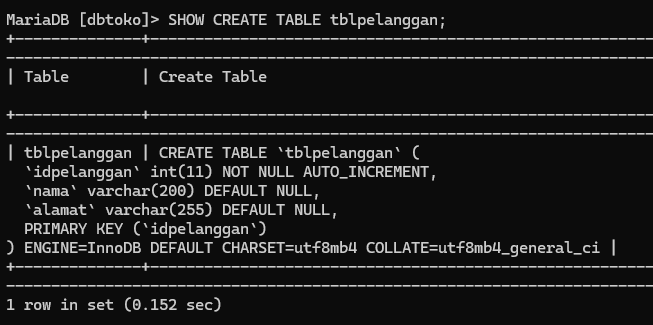 MariaDB [dbtoko]> SHOW CREATE TABLE tblpelanggan;
+-------------+--------------------------------------------------------
-----------------------------------------------------------------------
| Table       | Create Table
+-------------+--------------------------------------------------------
-----------------------------------------------------------------------
| tblpelanggan | CREATE TABLE `tblpelanggan` (
  `idpelanggan` int(11) NOT NULL AUTO_INCREMENT,
  `nama` varchar(200) DEFAULT NULL,
  `alamat` varchar(255) DEFAULT NULL,
  PRIMARY KEY (`idpelanggan`)
) ENGINE=InnoDB DEFAULT CHARSET=utf8mb4 COLLATE=utf8mb4_general_ci |
+-------------+--------------------------------------------------------
-----------------------------------------------------------------------
1 row in set (0.152 sec)